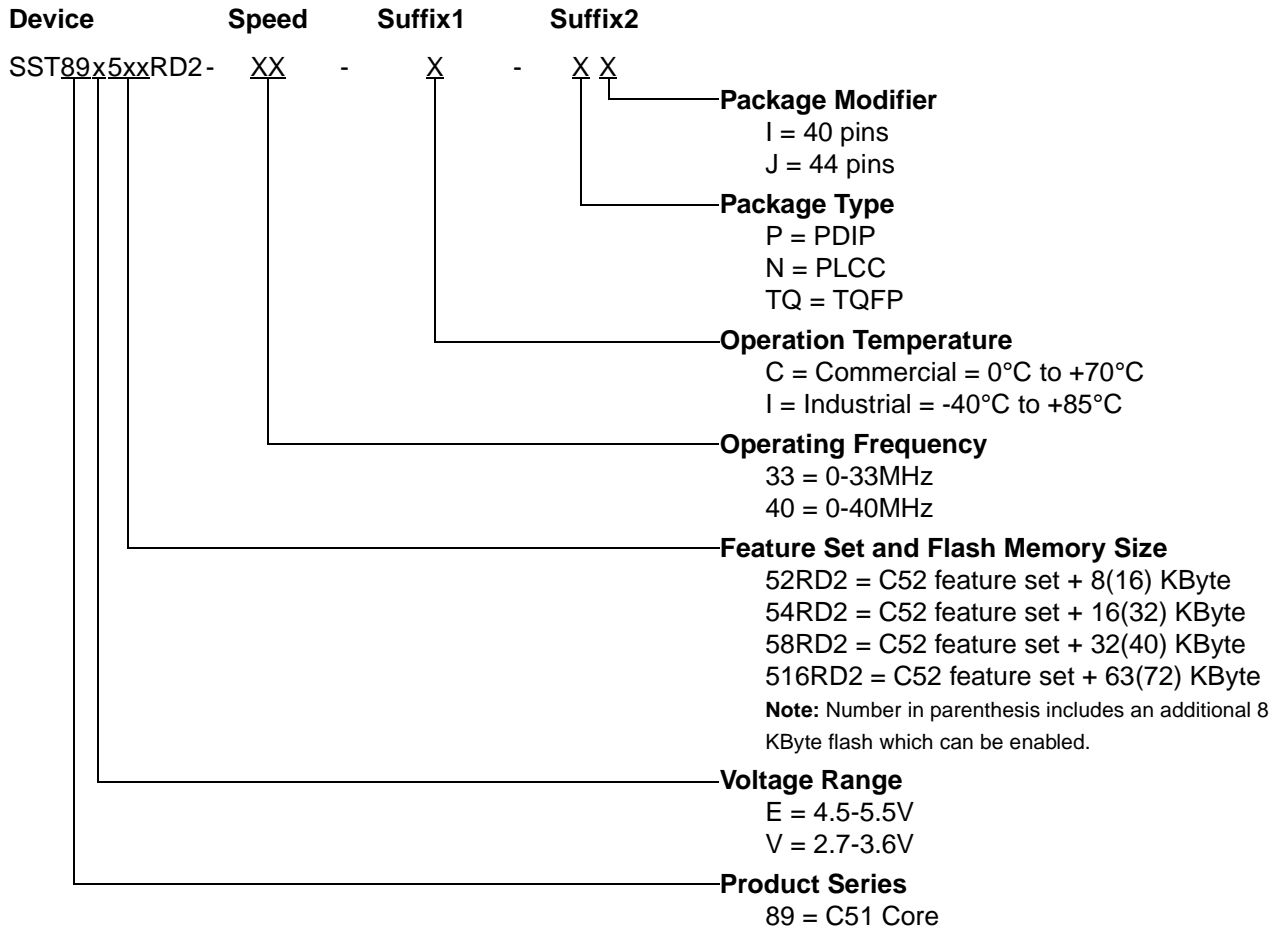 Device Speed Suffix1 Suffix2
SST89x5xxRD2 - XX - X - X X
Package Modifier
I = 40 pins
J = 44 pins
Package Type
P = PDIP
N = PLCC
TQ = TQFP
Operation Temperature
C = Commercial = 0°C to +70°C
I = Industrial = -40°C to +85°C
Operating Frequency
33 = 0-33MHz
40 = 0-40MHz
Feature Set and Flash Memory Size
52RD2 = C52 feature set + 8(16) KByte
54RD2 = C52 feature set + 16(32) KByte
58RD2 = C52 feature set + 32(40) KByte
516RD2 = C52 feature set + 63(72) KByte
Note: Number in parenthesis includes an additional 8
KByte flash which can be enabled.
Voltage Range
E = 4.5-5.5V
V = 2.7-3.6V
Product Series
89 = C51 Core